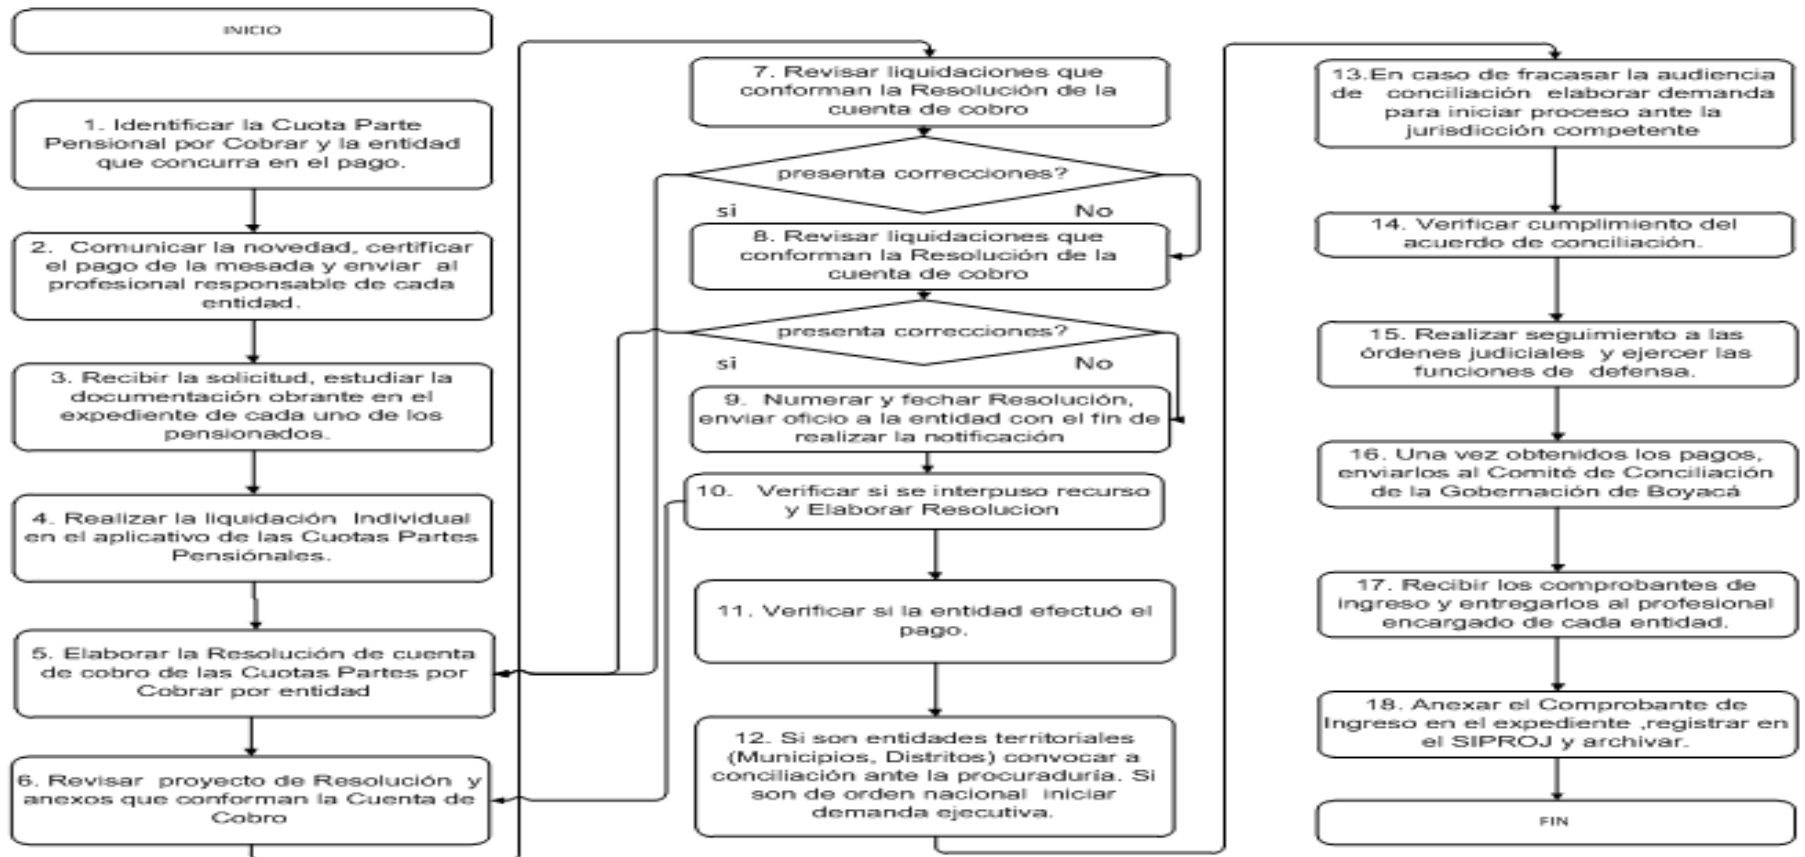 INICIO
1. Identificar la Cuota Parte
Pensional por Cobrar y la entidad
que concurra en el pago.
2. Comunicar la novedad, certificar
el pago de la mesada y enviar al
profesional responsable de cada
entidad.
3. Recibir la solicitud, estudiar la
documentación obrante en el
expediente de cada uno de los
pensionados.
4. Realizar la liquidación Individual
en el aplicativo de las Cuotas Partes
Pensiónales.
5. Elaborar la Resolución de cuenta
de cobro de las Cuotas Partes por
Cobrar por entidad
6. Revisar proyecto de Resolución y
anexos que conforman la Cuenta de
Cobro
7. Revisar liquidaciones que
conforman la Resolución de la
cuenta de cobro
presenta correcciones?
si No
8. Revisar liquidaciones que
conforman la Resolución de la
cuenta de cobro
presenta correcciones?
si No
9. Numerar y fechar Resolución,
enviar oficio a la entidad con el fin de
realizar la notificación
10. Verificar si se interpuso recurso
y Elaborar Resolucion
11. Verificar si la entidad efectuó el
pago.
12. Si son entidades territoriales
(Municipios, Distritos) convocar a
conciliación ante la procuraduría. Si
son de orden nacional iniciar
demanda ejecutiva.
13.En caso de fracasar la audiencia
de conciliación elaborar demanda
para iniciar proceso ante la
jurisdicción competente
14. Verificar cumplimiento del
acuerdo de conciliación.
15. Realizar seguimiento a las
órdenes judiciales y ejercer las
funciones de defensa.
16. Una vez obtenidos los pagos,
enviarlos al Comité de Conciliación
de la Gobernación de Boyacá
17. Recibir los comprobantes de
ingreso y entregarlos al profesional
encargado de cada entidad.
18. Anexar el Comprobante de
Ingreso en el expediente ,registrar en
el SIPROJ y archivar.
FIN